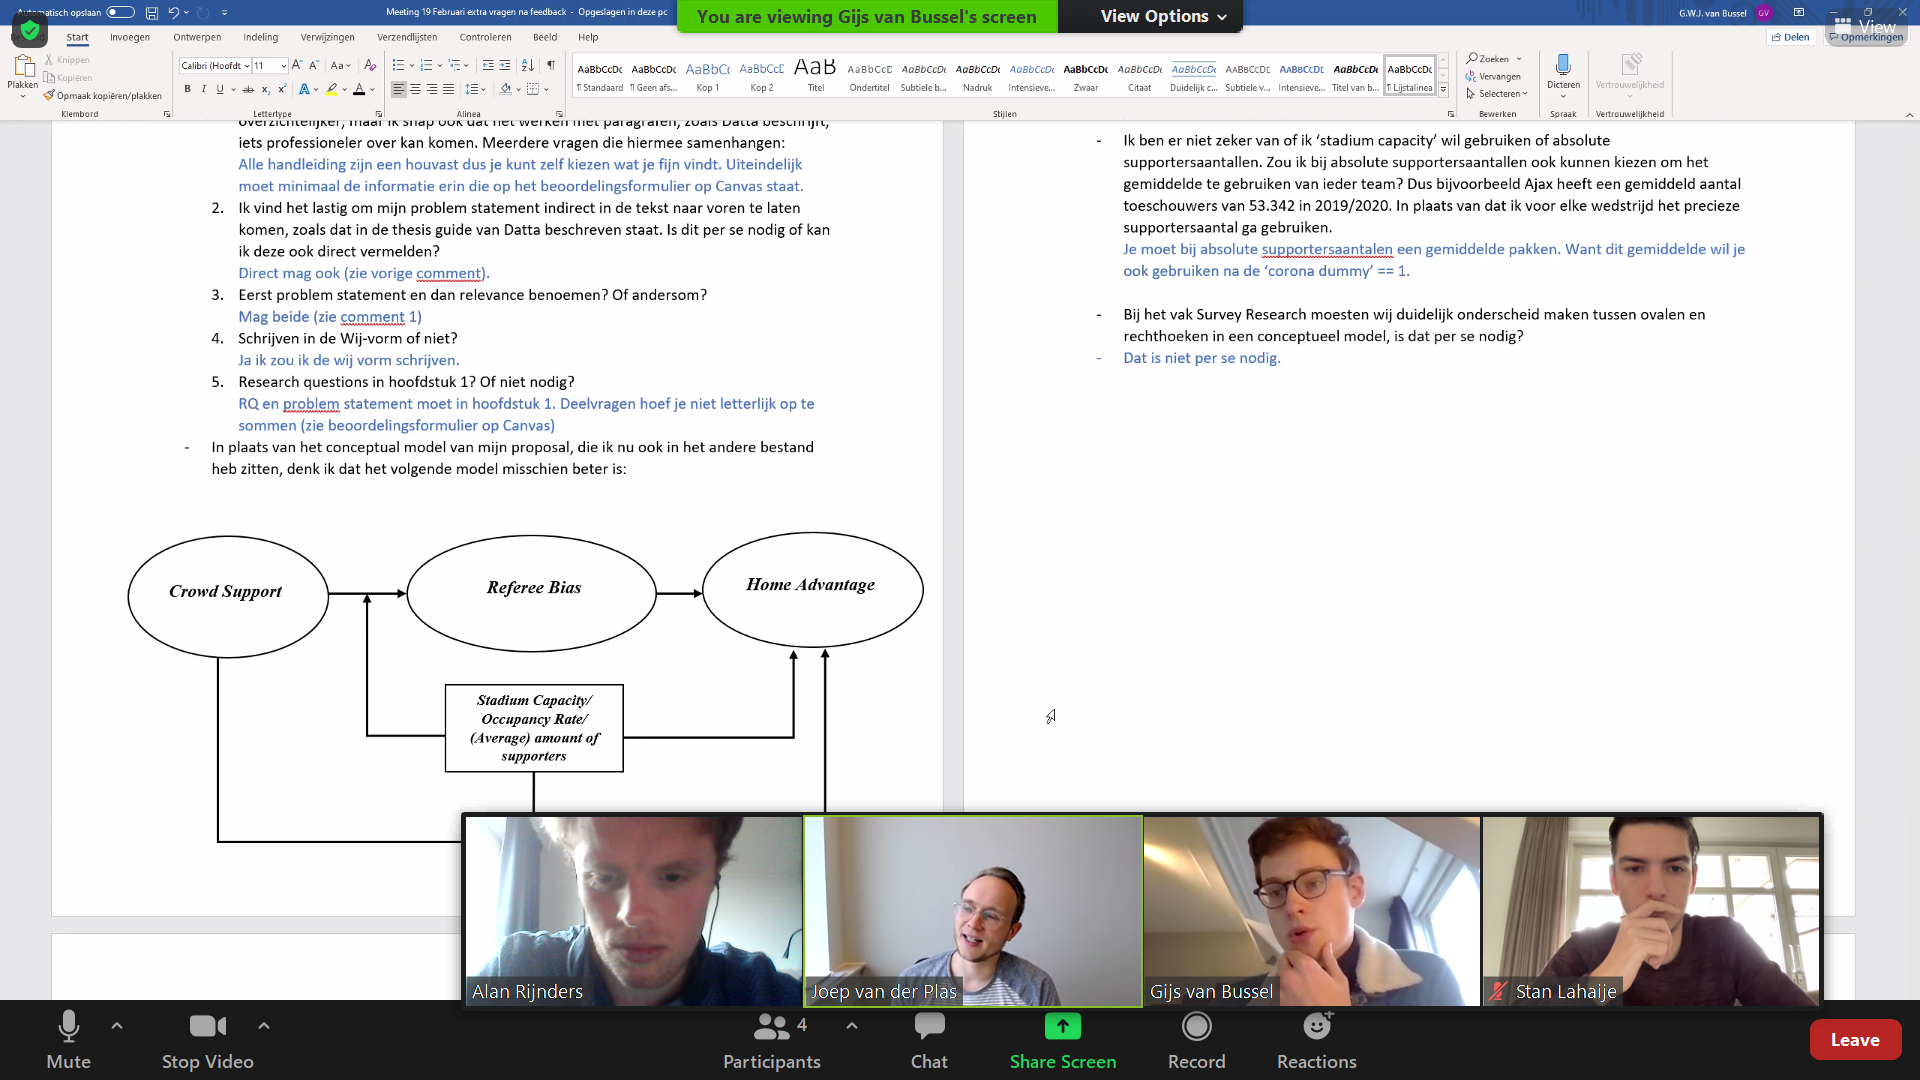 Automatisch opslaan
Meeting 19 Februari extra vragen na feedback - Opgeslagen in deze pc
You are viewing Gijs van Bussel's screen
View Options
G.W.J. van Bussel
GV
View
Start
Invoegen
Ontwerpen
Indeling
Verwijzingen
Verzendlijsten
Controleren
Beeld
Help
Delen
Opmerkingen
Plakken
Knippen
Kopiëren
Opmaak kopiëren/plakken
Klembord
Calibri (Hoofdt
11
Lettertype
Alinea
AaBbCcDc
¶ Standaard
AaBbCcDc
¶ Geen afs...
AaBbCc
Kop 1
AaBbCcD
Kop 2
AaB
Titel
AaBbCcD
Ondertitel
AaBbCcDc
Subtiele b...
AaBbCcDc
Nadruk
AaBbCcDc
Intensieve...
AaBbCcDc
Zwaar
AaBbCcDc
Citaat
AaBbCcDc
Duidelijk c...
AABBCCDC
Subtiele v...
AABBCCDC
Intensieve...
AaBbCcDc
Titel van b...
AaBbCcDc
¶ Lijstalinea
Stijlen
Zoeken
Vervangen
Selecteren
Bewerken
Dicteren
Spraak
Vertrouwelijkheid
Vertrouwelijkheid
overzichtelijker, maar ik snap ook dat het werken met paragrafen, zoals Datta beschrijft,
iets professioneler over kan komen. Meerdere vragen die hiermee samenhangen:
Alle handleiding zijn een houvast dus je kunt zelf kiezen wat je fijn vindt. Uiteindelijk
moet minimaal de informatie erin die op het beoordelingsformulier op Canvas staat.
2. Ik vind het lastig om mijn problem statement indirect in de tekst naar voren te laten
komen, zoals dat in de thesis guide van Datta beschreven staat. Is dit per se nodig of kan
ik deze ook direct vermelden?
Direct mag ook (zie vorige comment).
3. Eerst problem statement en dan relevance benoemen? Of andersom?
Mag beide (zie comment 1)
4. Schrijven in de Wij-vorm of niet?
Ja ik zou ik de wij vorm schrijven.
5. Research questions in hoofdstuk 1? Of niet nodig?
RQ en problem statement moet in hoofdstuk 1. Deelvragen hoef je niet letterlijk op te
sommen (zie beoordelingsformulier op Canvas)
- In plaats van het conceptual model van mijn proposal, die ik nu ook in het andere bestand
heb zitten, denk ik dat het volgende model misschien beter is:
Crowd Support
Referee Bias
Home Advantage
Stadium Capacity/
Occupancy Rate/
(Average) amount of
supporters
- Ik ben er niet zeker van of ik ‘stadium capacity’ wil gebruiken of absolute
supportersaantallen. Zou ik bij absolute supportersaantallen ook kunnen kiezen om het
gemiddelde te gebruiken van ieder team? Dus bijvoorbeeld Ajax heeft een gemiddeld aantal
toeschouwers van 53.342 in 2019/2020. In plaats van dat ik voor elke wedstrijd het precieze
supportersaantal ga gebruiken.
Je moet bij absolute supportersaantalen een gemiddelde pakken. Want dit gemiddelde wil je
ook gebruiken na de ‘corona dummy’ == 1.
- Bij het vak Survey Research moesten wij duidelijk onderscheid maken tussen ovalen en
rechthoeken in een conceptueel model, is dat per se nodig?
- Dat is niet per se nodig.
Alan Rijnders
Joep van der Plas
Gijs van Bussel
Stan Lahaije
Mute
Stop Video
4
Participants
Chat
Share Screen
Record
Reactions
Leave